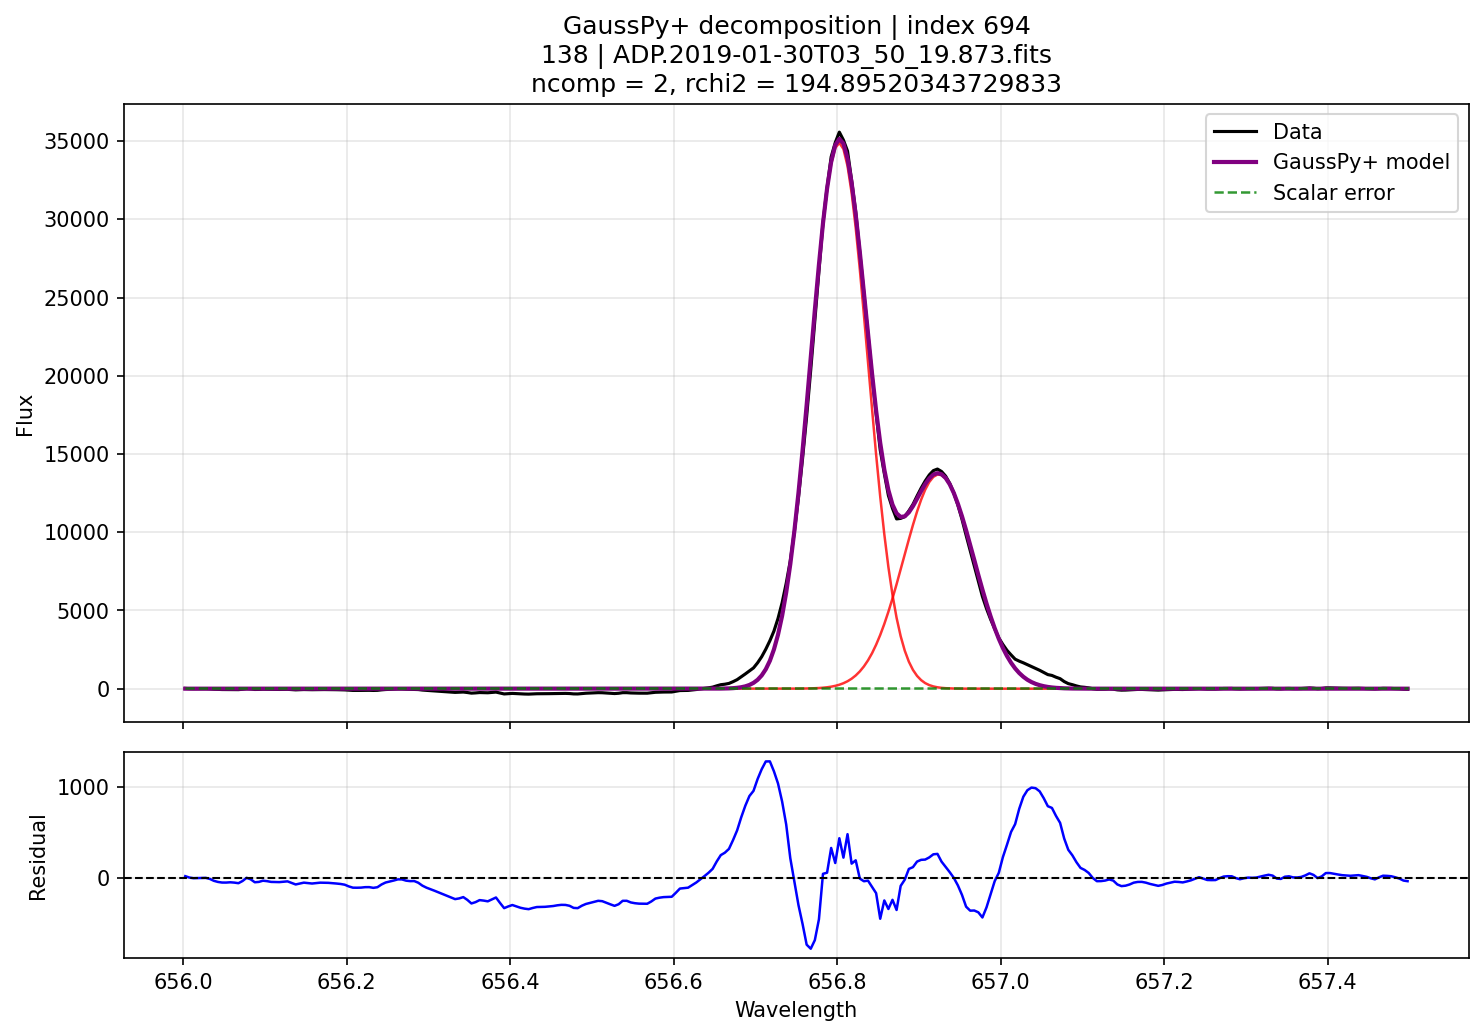 GaussPy+ decomposition | index 694
138 | ADP.2019-01-30T03_50_19.873.fits
ncomp = 2, rchi2 = 194.89520343729833
Data
GaussPy+ model
Scalar error
Flux
35000
30000
25000
20000
15000
10000
5000
0
Residual
1000
0
656.0 656.2 656.4 656.6 656.8 657.0 657.2 657.4
Wavelength